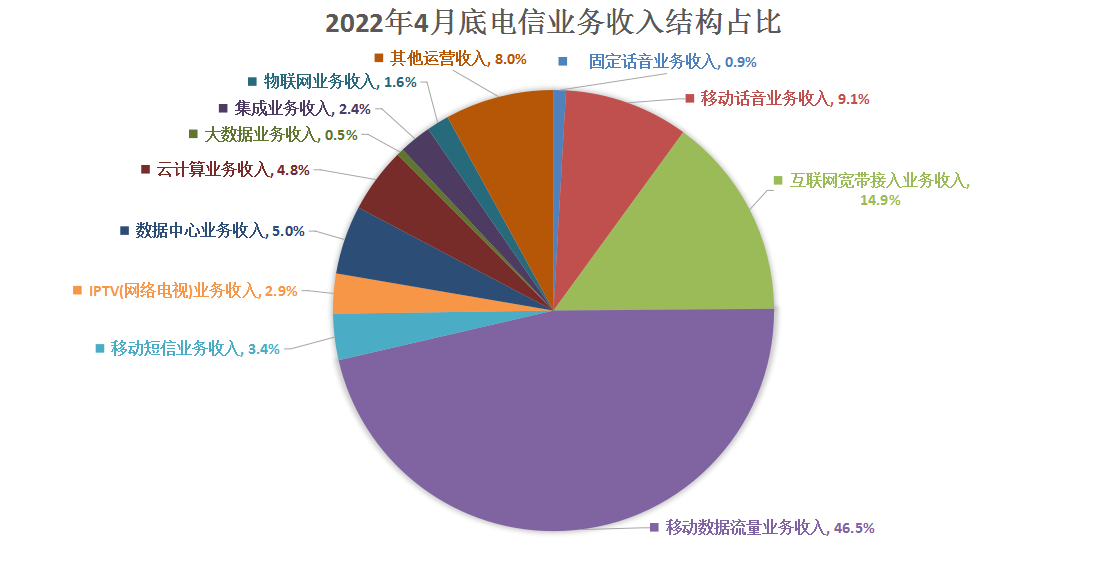 2022年4月底电信业务收入结构占比
其他运营收入, 8.0%
固定话音业务收入, 0.9%
物联网业务收入, 1.6%
移动话音业务收入, 9.1%
集成业务收入, 2.4%
大数据业务收入, 0.5%
云计算业务收入, 4.8%
互联网宽带接入业务收入,
14.9%
数据中心业务收入, 5.0%
IPTV(网络电视)业务收入, 2.9%
移动短信业务收入, 3.4%
移动数据流量业务收入, 46.5%